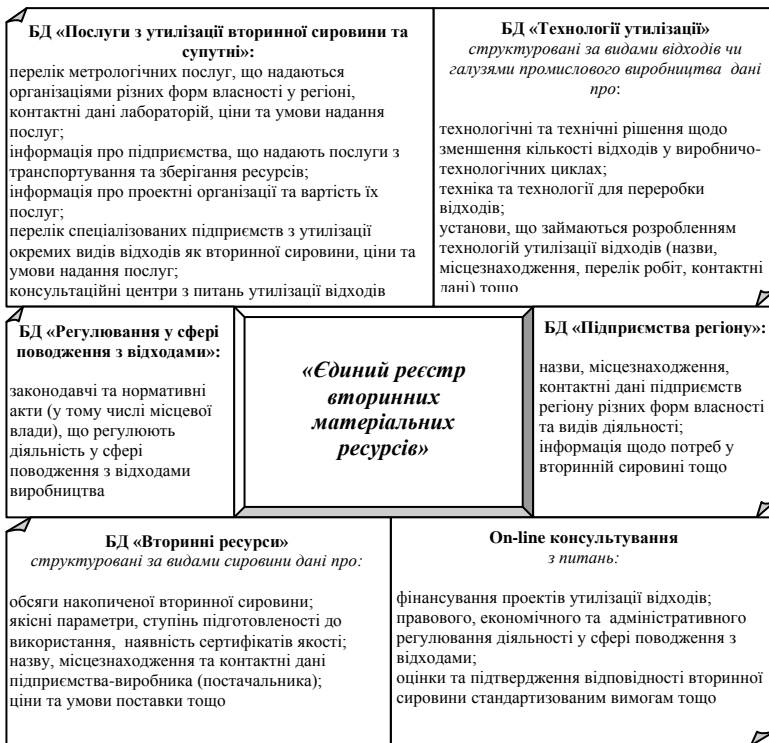 БД «Послуги з утилізації вторинної сировини та
супутні»:
перелік метрологічних послуг, що надаються
організаціями різних форм власності у регіоні,
контактні дані лабораторій, ціни та умови надання
послуг;
інформація про підприємства, що надають послуги з
транспортування та зберігання ресурсів;
інформація про проектні організації та вартість їх
послуг;
перелік спеціалізованих підприємств з утилізації
окремих видів відходів як вторинної сировини, ціни та
умови надання послуг;
консультаційні центри з питань утилізації відходів
БД «Технології утилізації»
структуровані за видами відходів чи
галузями промислового виробництва дані
про:
технологічні та технічні рішення щодо
зменшення кількості відходів у виробничо-
технологічних циклах;
техніка та технології для переробки
відходів;
установи, що займаються розробленням
технологій утилізації відходів (назви,
місцезнаходження, перелік робіт, контактні
дані) тощо
БД «Регулювання у сфері
поводження з відходами»:
законодавчі та нормативні
акти (у тому числі місцевої
влади), що регулюють
діяльність у сфері
поводження з відходами
виробництва
«Єдиний реєстр
вторинних
матеріальних
ресурсів»
БД «Підприємства регіону»:
назви, місцезнаходження,
контактні дані підприємств
регіону різних форм власності
та видів діяльності;
інформація щодо потреб у
вторинній сировині тощо
БД «Вторинні ресурси»
структуровані за видами сировини дані про:
обсяги накопиченої вторинної сировини;
якісні параметри, ступінь підготовленості до
використання, наявність сертифікатів якості;
назву, місцезнаходження та контактні дані
підприємства-виробника (постачальника);
ціни та умови поставки тощо
On-line консультування
з питань:
фінансування проектів утилізації відходів;
правового, економічного та адміністративного
регулювання діяльності у сфері поводження з
відходами;
оцінки та підтвердження відповідності вторинної
сировини стандартизованим вимогам тощо